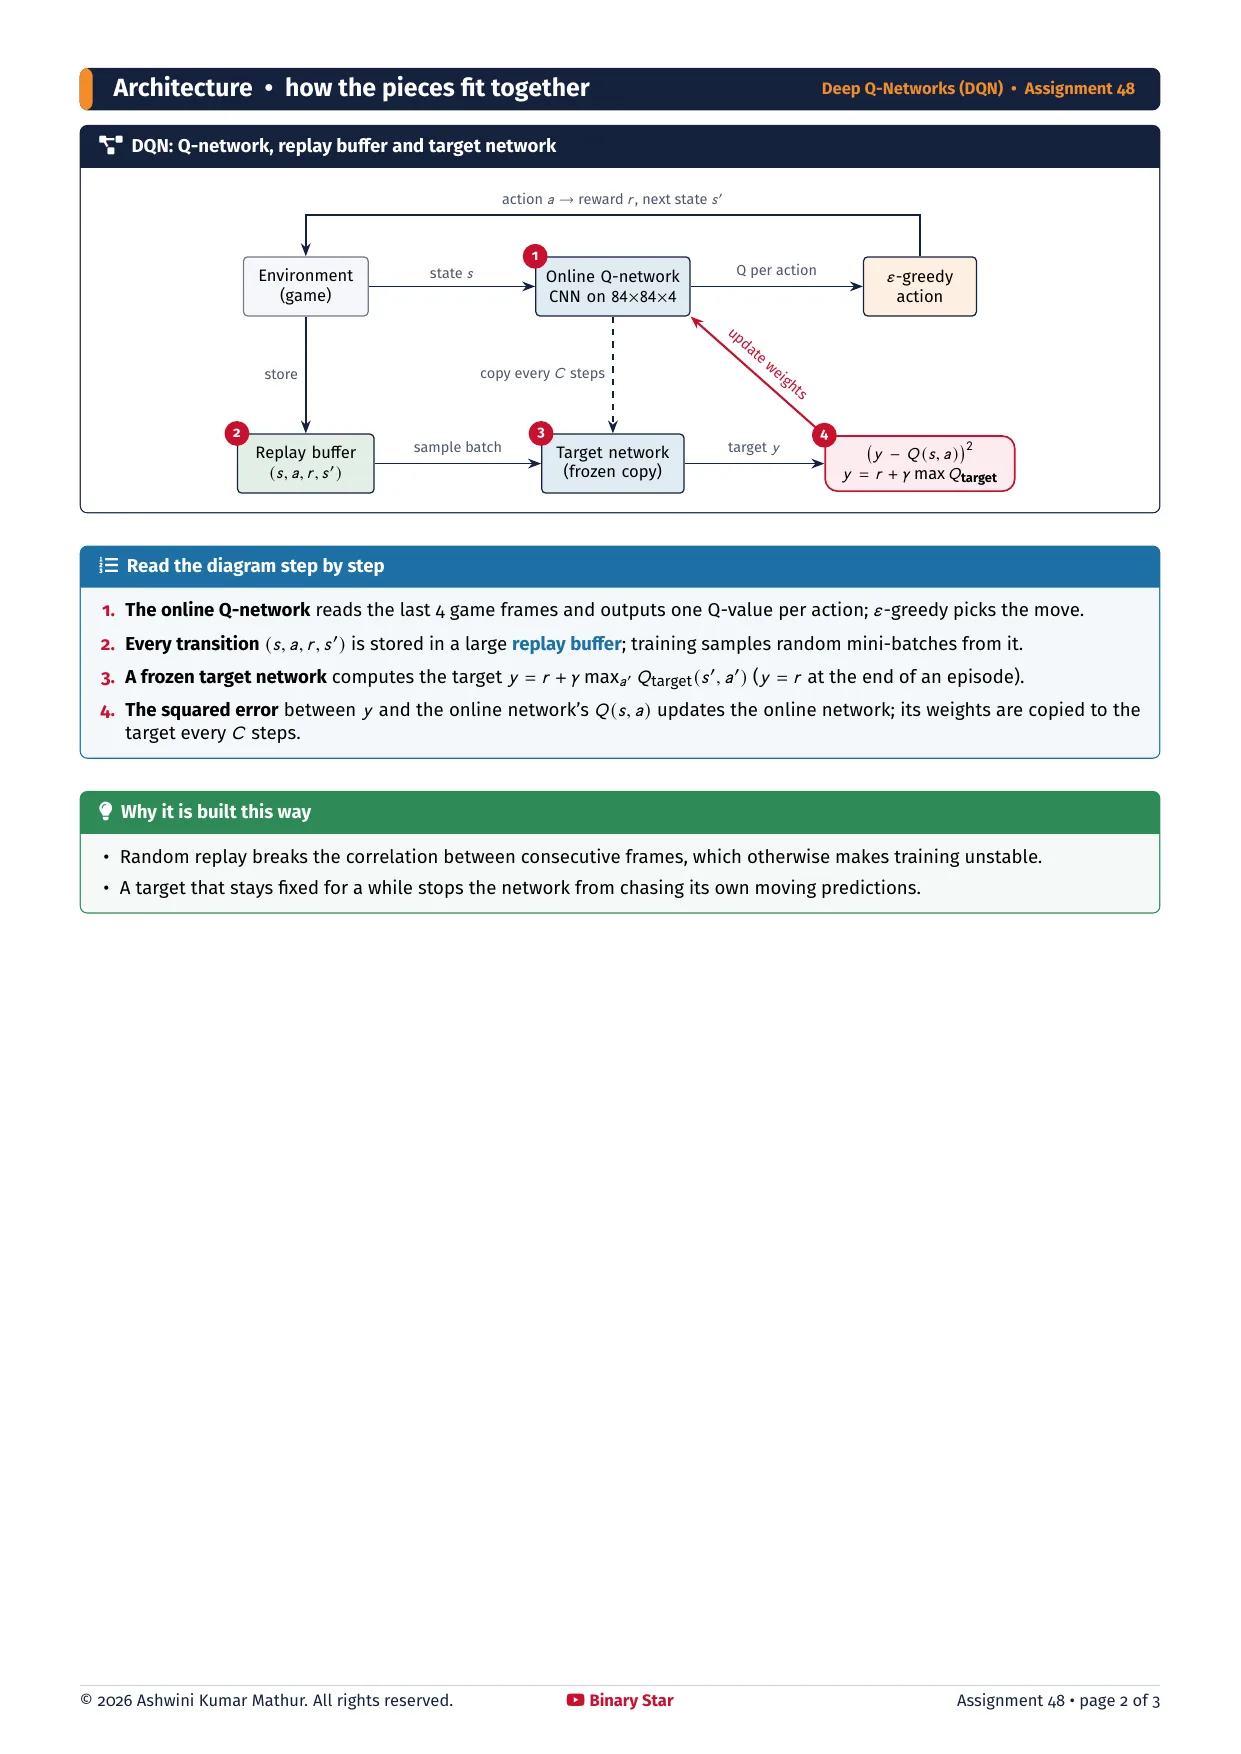 Architecture • how the pieces fit together
Deep Q-Networks (DQN) • Assignment 48
DQN: Q-network, replay buffer and target network
action a → reward r, next state s′
Environment
(game)
state s
1
Online Q-network
CNN on 84×84×4
Q per action
ε-greedy
action
store
copy every C steps
update weights
2
Replay buffer
(s, a, r, s′)
sample batch
3
Target network
(frozen copy)
target y
4
(y − Q(s, a))²
y = r + γ max Q_target
Read the diagram step by step
1. The online Q-network reads the last 4 game frames and outputs one Q-value per action; ε-greedy picks the move.
2. Every transition (s, a, r, s′) is stored in a large replay buffer; training samples random mini-batches from it.
3. A frozen target network computes the target y = r + γ max_a′ Q_target(s′, a′) (y = r at the end of an episode).
4. The squared error between y and the online network's Q(s, a) updates the online network; its weights are copied to the
target every C steps.
Why it is built this way
• Random replay breaks the correlation between consecutive frames, which otherwise makes training unstable.
• A target that stays fixed for a while stops the network from chasing its own moving predictions.
© 2026 Ashwini Kumar Mathur. All rights reserved.
Binary Star
Assignment 48 • page 2 of 3